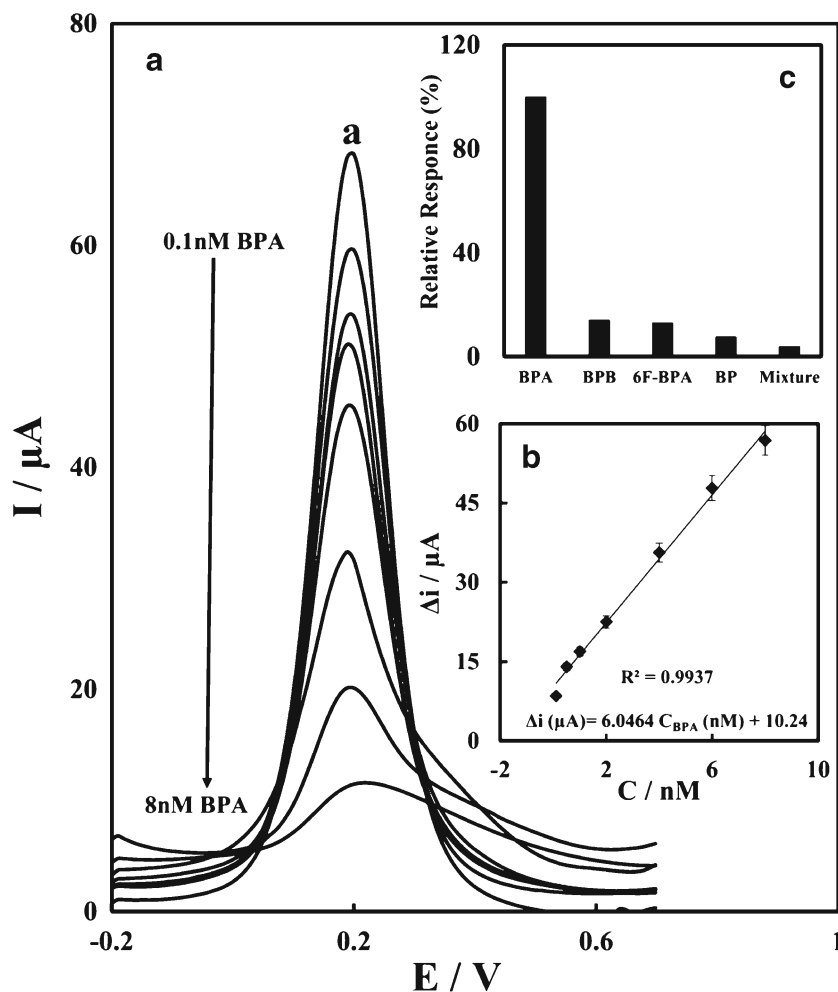 80
60
40
20
0
-0.2
0.2
0.6
1
I / µA
E / V
a
a
0.1nM BPA
8nM BPA
c
120
80
40
0
Relative Responce (%)
BPA
BPB
6F-BPA
BP
Mixture
b
60
45
30
15
0
Δi / µA
R² = 0.9937
Δi (µA)= 6.0464 C_BPA (nM) + 10.24
-2
2
6
10
C / nM